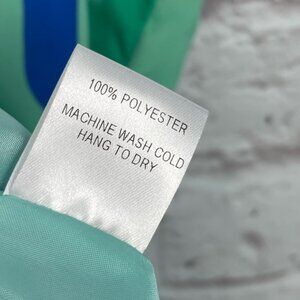 100% POLYESTER
MACHINE WASH COLD
HANG TO DRY